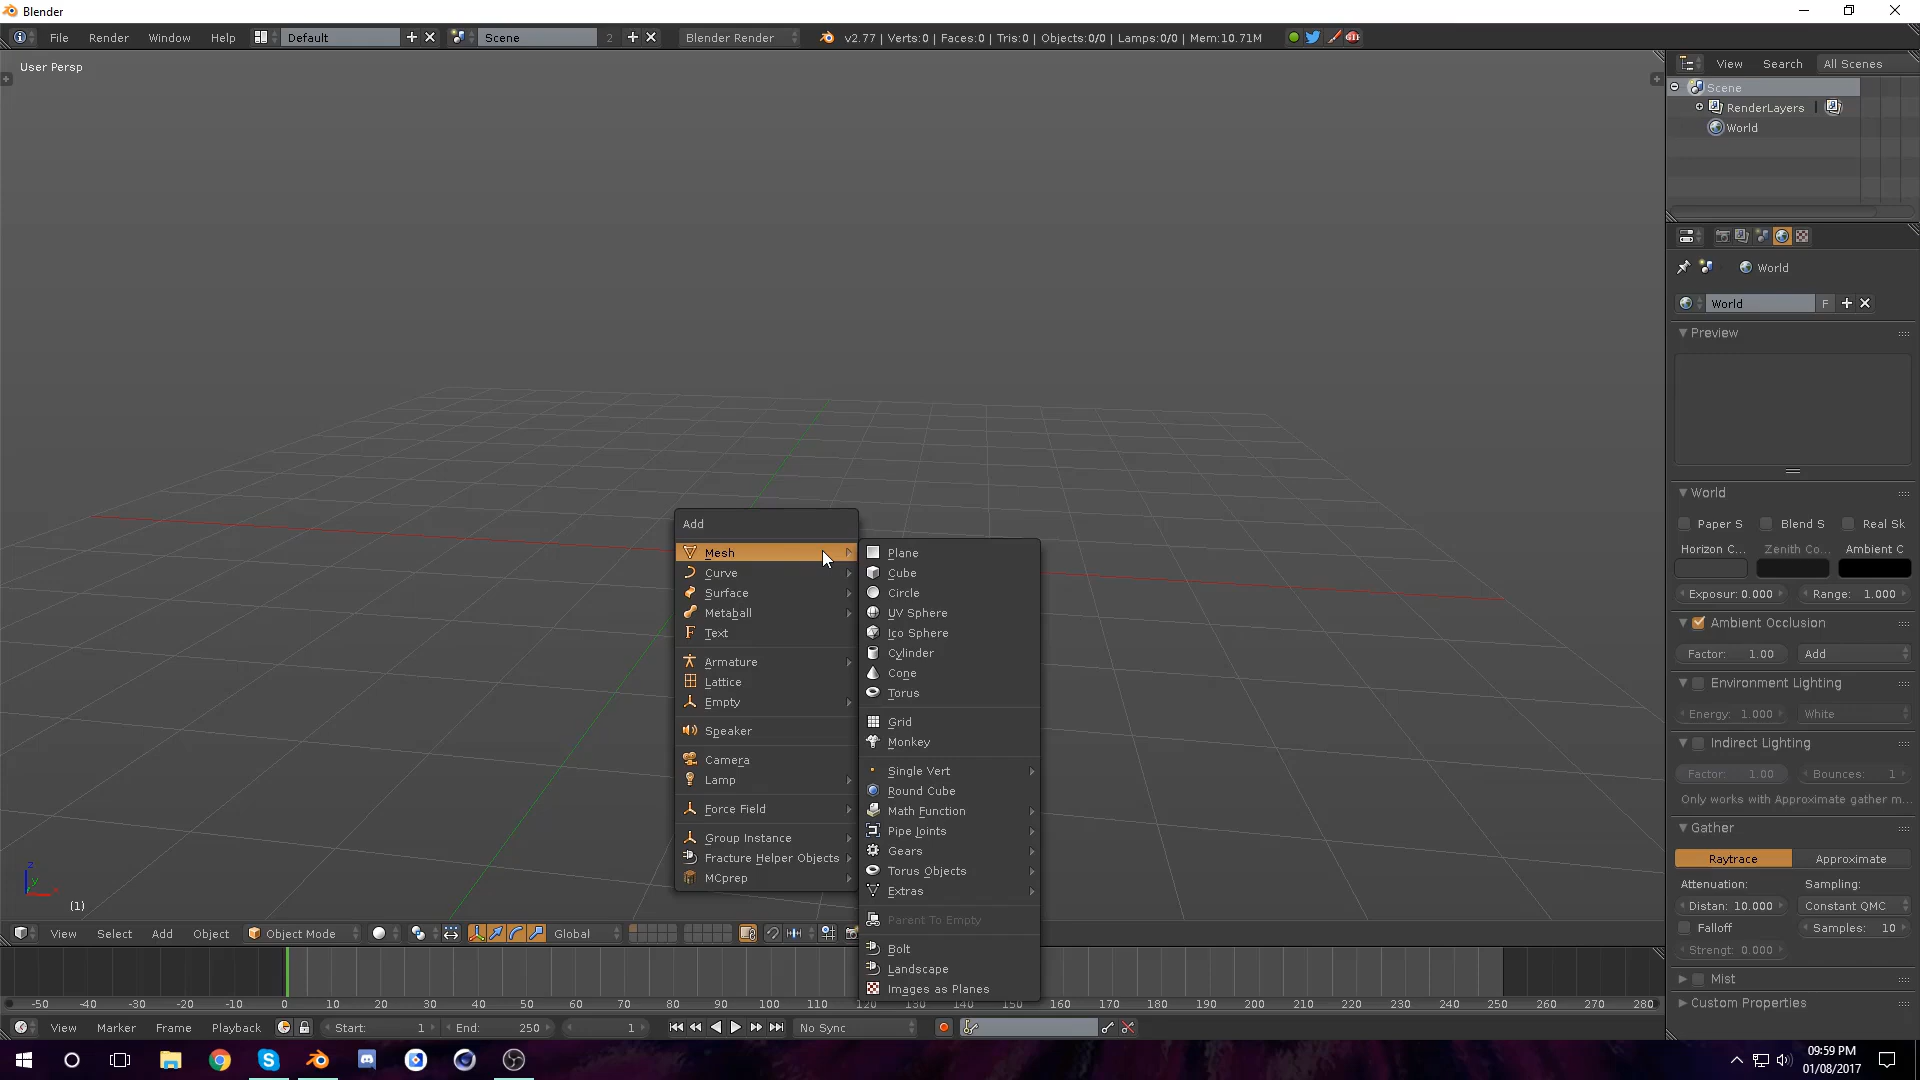 Blender
File Render Window Help Default Scene 2 Blender Render v2.77 | Verts:0 | Faces:0 | Tris:0 | Objects:0/0 | Lamps:0/0 | Mem:10.71M
User Persp
View Search All Scenes
Scene
RenderLayers
World
World
World F
Preview
World
Paper S Blend S Real Sk
Horizon C... Zenith Co... Ambient C
Exposur: 0.000 Range: 1.000
Ambient Occlusion
Factor: 1.00 Add
Environment Lighting
Energy: 1.000 White
Indirect Lighting
Factor: 1.00 Bounces: 1
Only works with Approximate gather m...
Gather
Raytrace Approximate
Attenuation: Sampling:
Distan: 10.000 Constant QMC
Falloff Samples: 10
Strengt: 0.000
Mist
Custom Properties
Add
Mesh
Curve
Surface
Metaball
Text
Armature
Lattice
Empty
Speaker
Camera
Lamp
Force Field
Group Instance
Fracture Helper Objects
MCprep
Plane
Cube
Circle
UV Sphere
Ico Sphere
Cylinder
Cone
Torus
Grid
Monkey
Single Vert
Round Cube
Math Function
Pipe Joints
Gears
Torus Objects
Extras
Parent To Empty
Bolt
Landscape
Images as Planes
z
y
(1)
View Select Add Object Object Mode Global
-50 -40 -30 -20 -10 0 10 20 30 40 50 60 70 80 90 100 110 120 130 140 150 160 170 180 190 200 210 220 230 240 250 260 270 280
View Marker Frame Playback Start: 1 End: 250 1 No Sync
09:59 PM
01/08/2017